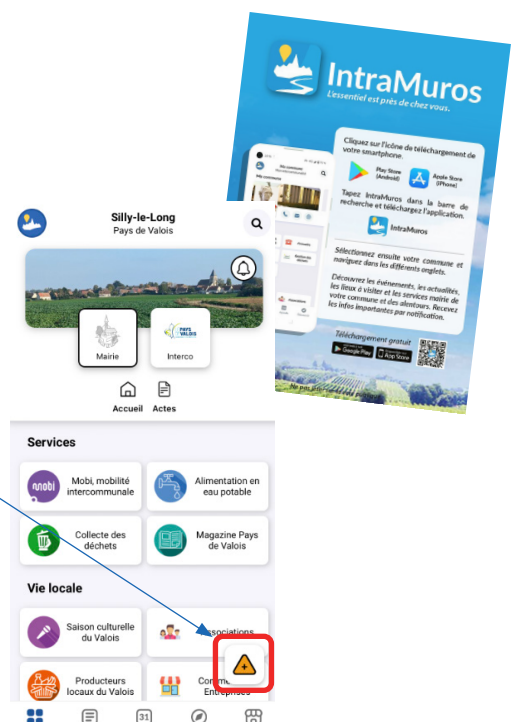 IntraMuros
L'essentiel est près de chez vous.
Cliquez sur l'icône de téléchargement de
votre smartphone.
Play Store
(Android)
Apple Store
(iPhone)
Tapez IntraMuros dans la barre de
recherche et téléchargez l'application.
IntraMuros
Sélectionnez ensuite votre commune et
naviguez dans les différents onglets.
Découvrez les événements, les actualités,
les lieux à visiter et les services mairie de
votre commune et des alentours. Recevez
les infos importantes par notification.
Téléchargement gratuit
Google Play
App Store
Ne pas
Silly-le-Long
Pays de Valois
PAYS
VALOIS
Mairie
Interco
Accueil
Actes
Services
mobi
Mobi, mobilité
intercommunale
Alimentation en
eau potable
Collecte des
déchets
Magazine Pays
de Valois
Vie locale
Saison culturelle
du Valois
ssociations
Producteurs
locaux du Valois
Comm
Entreprises
31